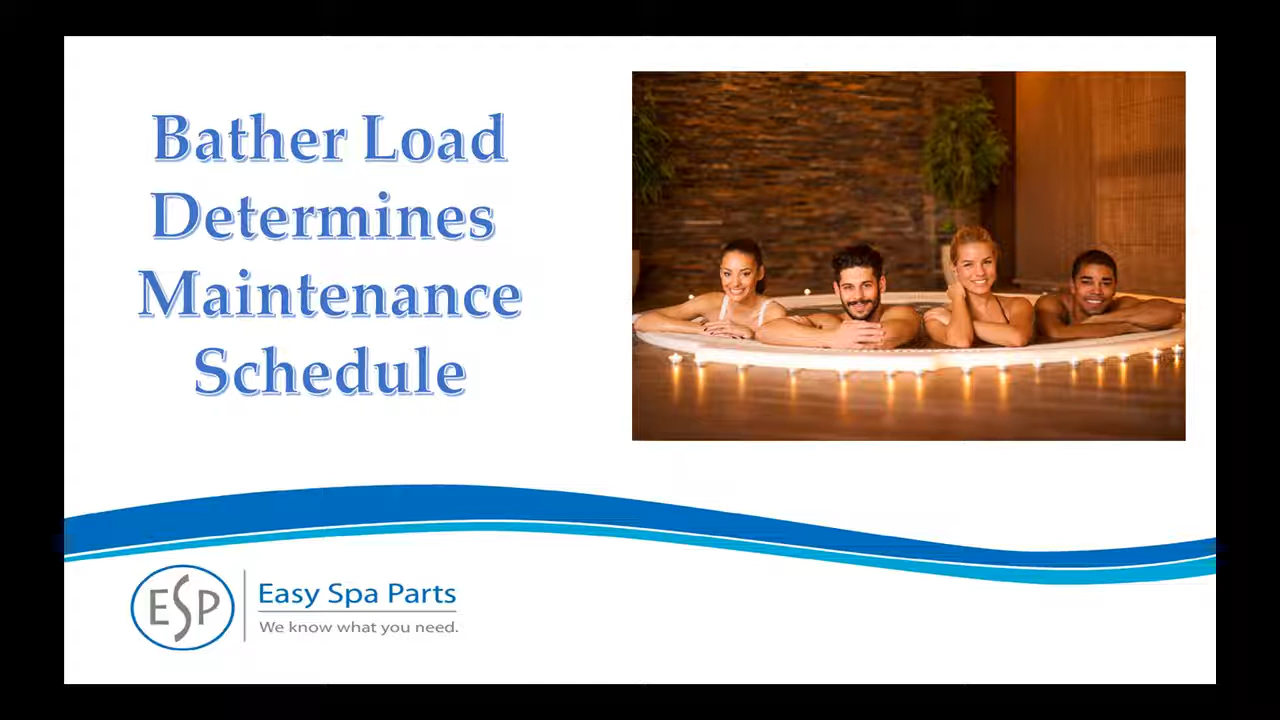 Bather Load
Determines
Maintenance
Schedule
ESP
Easy Spa Parts
We know what you need.